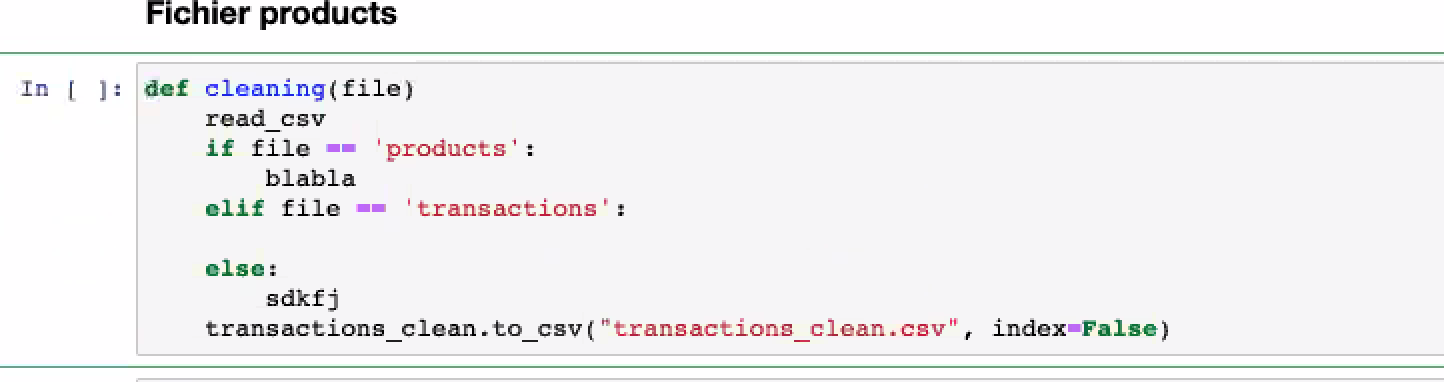 Fichier products
In [ ]: def cleaning(file)
    read_csv
    if file == 'products':
        blabla
    elif file == 'transactions':
    else:
        sdkfj
    transactions_clean.to_csv("transactions_clean.csv", index=False)